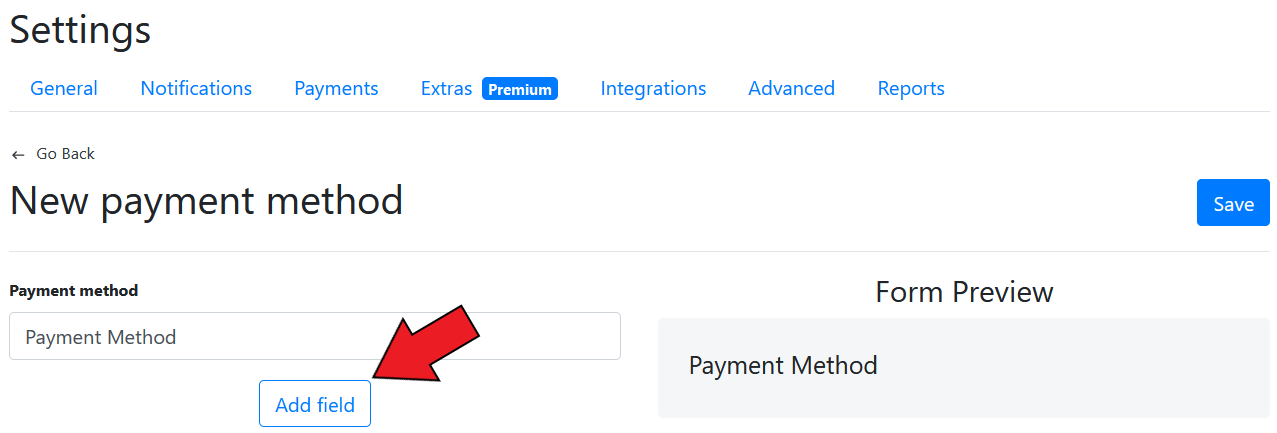 Settings
General Notifications Payments Extras Premium Integrations Advanced Reports
← Go Back
New payment method
Save
Payment method
Form Preview
Payment Method
Payment Method
Add field